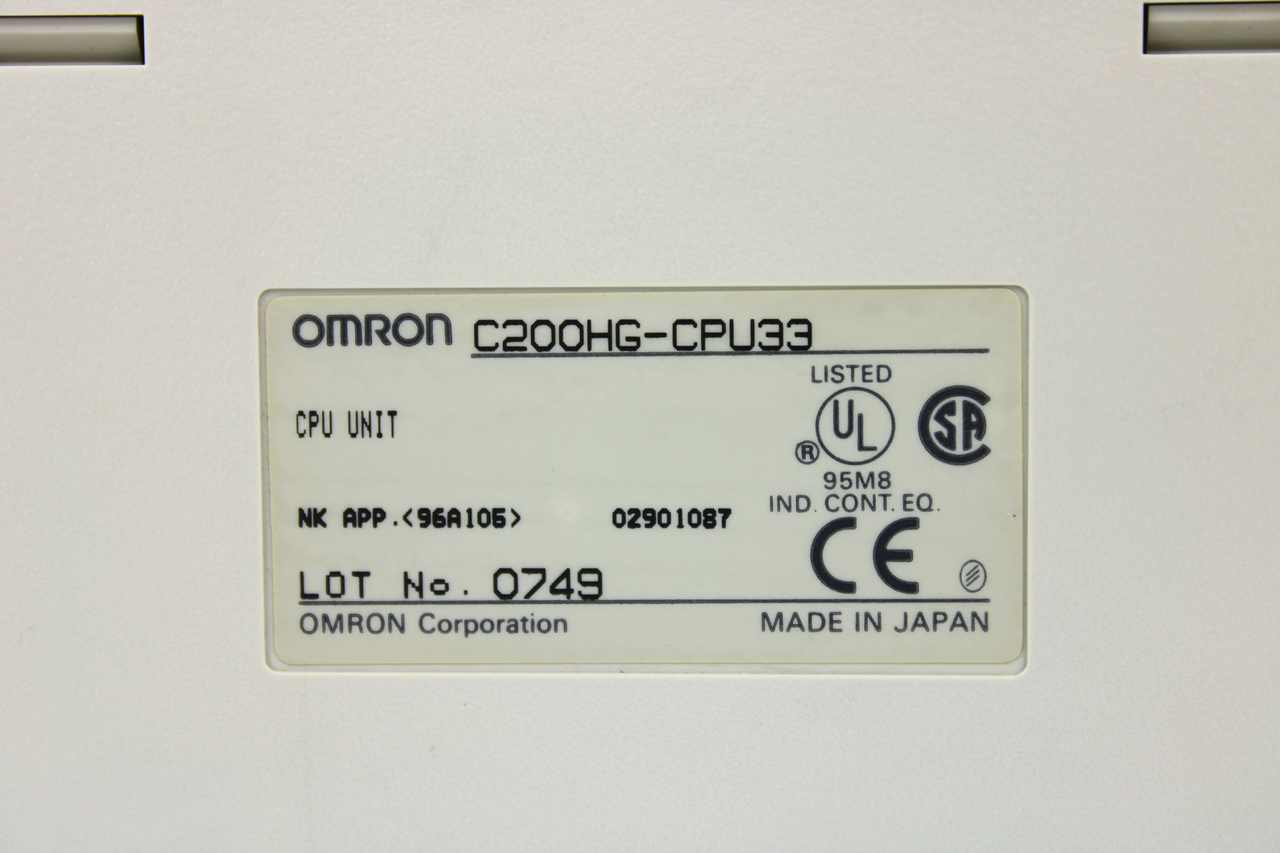 OMRON C200HG-CPU33
LISTED
UL
®
SA
CPU UNIT
95M8
IND. CONT. EQ.
NK APP.<96A105> 02901087
CE
LOT No. 0749
OMRON Corporation MADE IN JAPAN